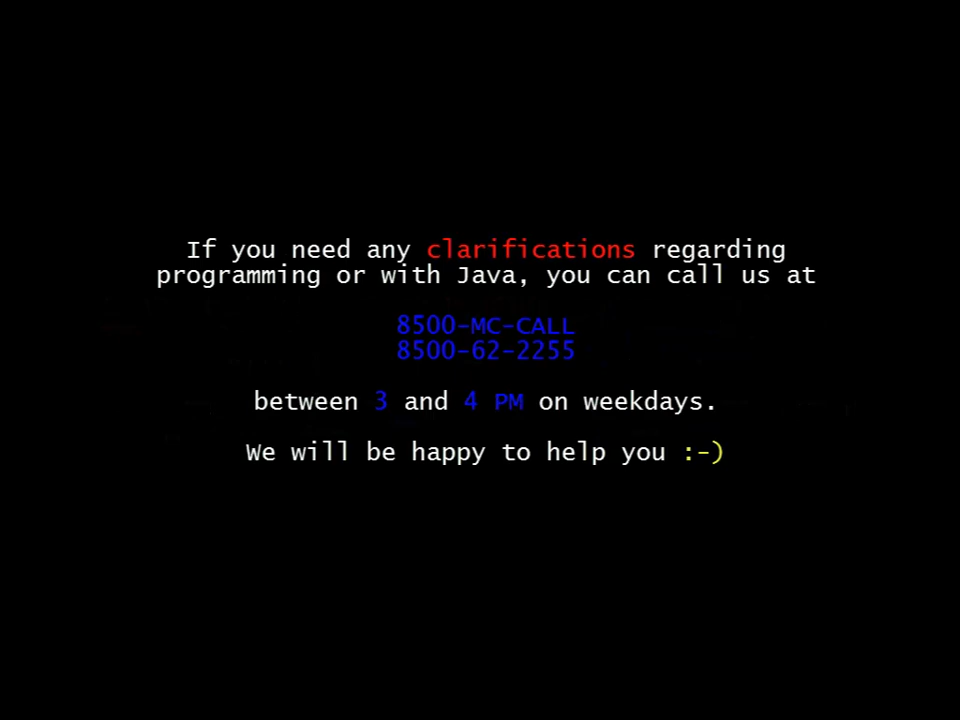 If you need any clarifications regarding
programming or with Java, you can call us at
8500-MC-CALL
8500-62-2255
between 3 and 4 PM on weekdays.
We will be happy to help you :-)